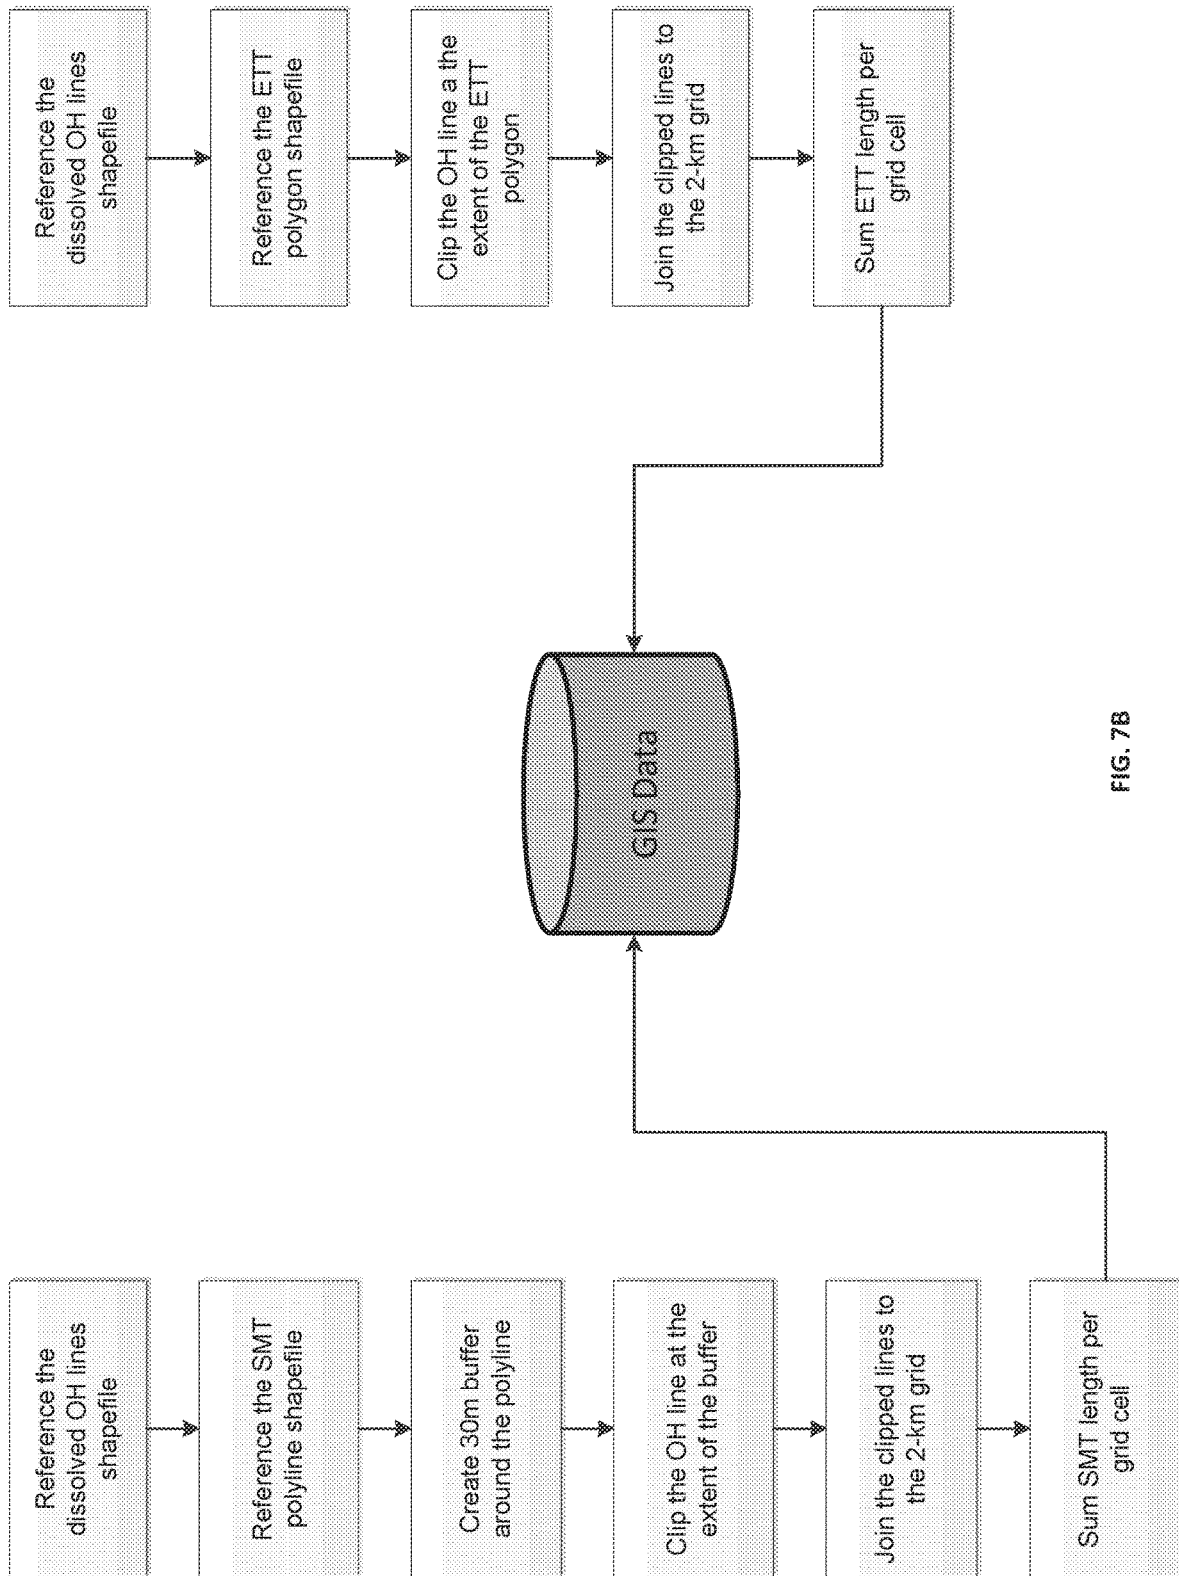 Reference the
dissolved OH lines
shapefile
Reference the SMT
polyline shapefile
Create 30m buffer
around the polyline
Clip the OH line at the
extent of the buffer
Join the clipped lines to
the 2-km grid
Sum SMT length per
grid cell
GIS Data
Reference the
dissolved OH lines
shapefile
Reference the ETT
polygon shapefile
Clip the OH line a the
extent of the ETT
polygon
Join the clipped lines to
the 2-km grid
Sum ETT length per
grid cell
FIG. 7B